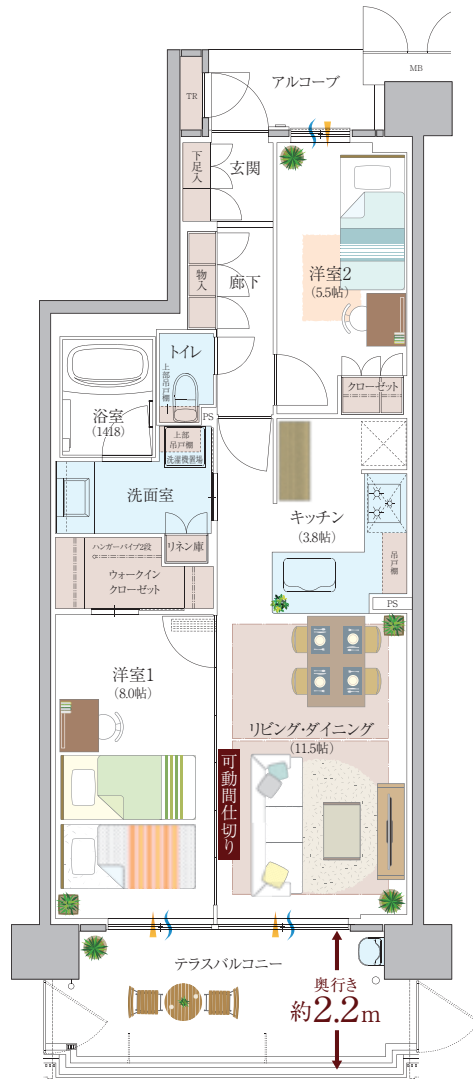 MB
アルコーブ
TR
下足入
玄関
物入
廊下
洋室2
(5.5帖)
トイレ
上部吊戸棚
クローゼット
浴室
(1418)
PS
上部
吊戸棚
洗濯機置場
洗面室
キッチン
(3.8帖)
吊戸棚
ハンガーパイプ2段
リネン庫
ウォークイン
クローゼット
PS
洋室1
(8.0帖)
リビング・ダイニング
(11.5帖)
可動間仕切り
テラスバルコニー
奥行き
約2.2m